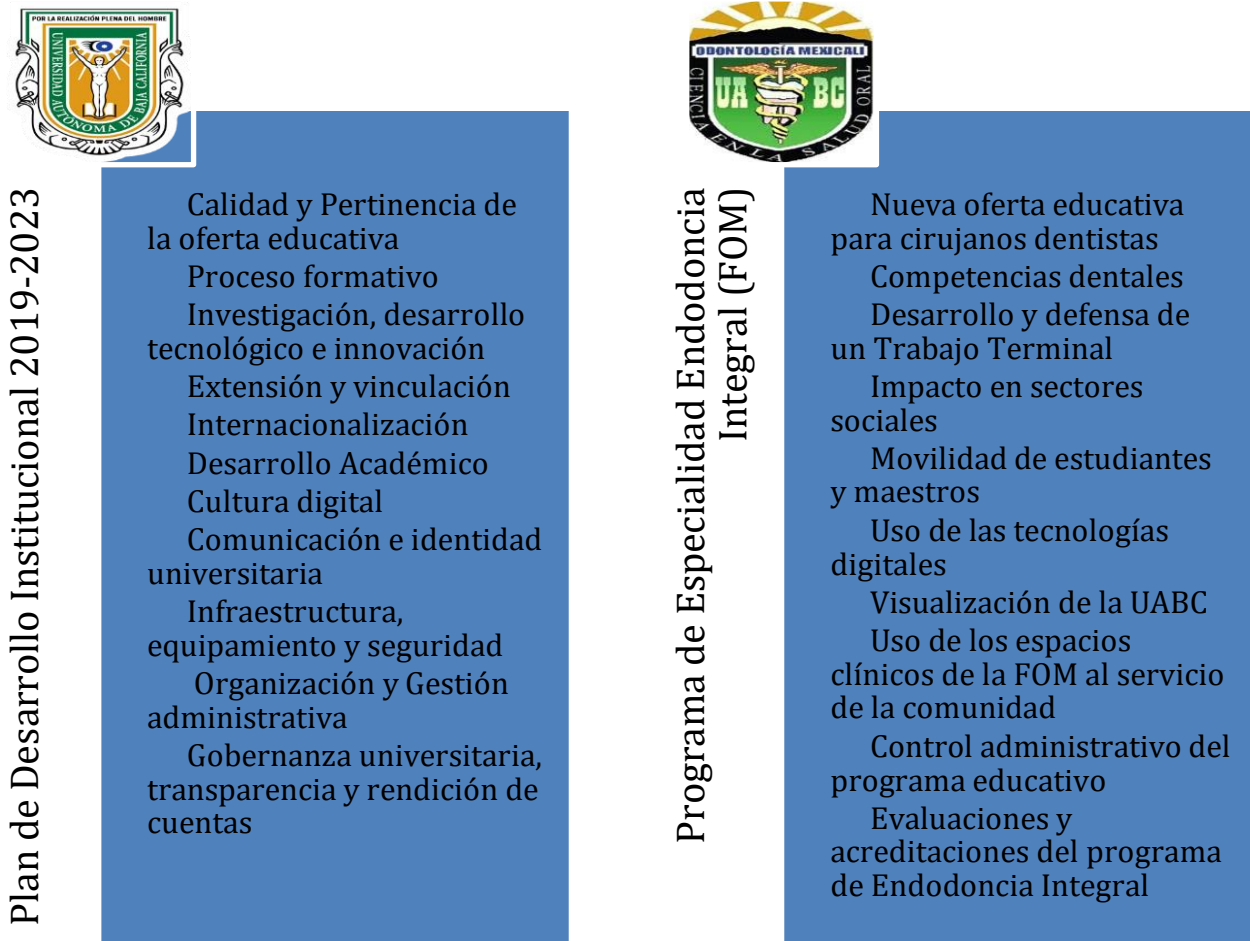 POR LA REALIZACIÓN PLENA DEL HOMBRE
UNIVERSIDAD AUTÓNOMA DE BAJA CALIFORNIA
Plan de Desarrollo Institucional 2019-2023
Calidad y Pertinencia de
la oferta educativa
Proceso formativo
Investigación, desarrollo
tecnológico e innovación
Extensión y vinculación
Internacionalización
Desarrollo Académico
Cultura digital
Comunicación e identidad
universitaria
Infraestructura,
equipamiento y seguridad
Organización y Gestión
administrativa
Gobernanza universitaria,
transparencia y rendición de
cuentas
ODONTOLOGÍA MEXICALI
UA BC
CIENCIA EN LA SALUD ORAL
Programa de Especialidad Endodoncia
Integral (FOM)
Nueva oferta educativa
para cirujanos dentistas
Competencias dentales
Desarrollo y defensa de
un Trabajo Terminal
Impacto en sectores
sociales
Movilidad de estudiantes
y maestros
Uso de las tecnologías
digitales
Visualización de la UABC
Uso de los espacios
clínicos de la FOM al servicio
de la comunidad
Control administrativo del
programa educativo
Evaluaciones y
acreditaciones del programa
de Endodoncia Integral